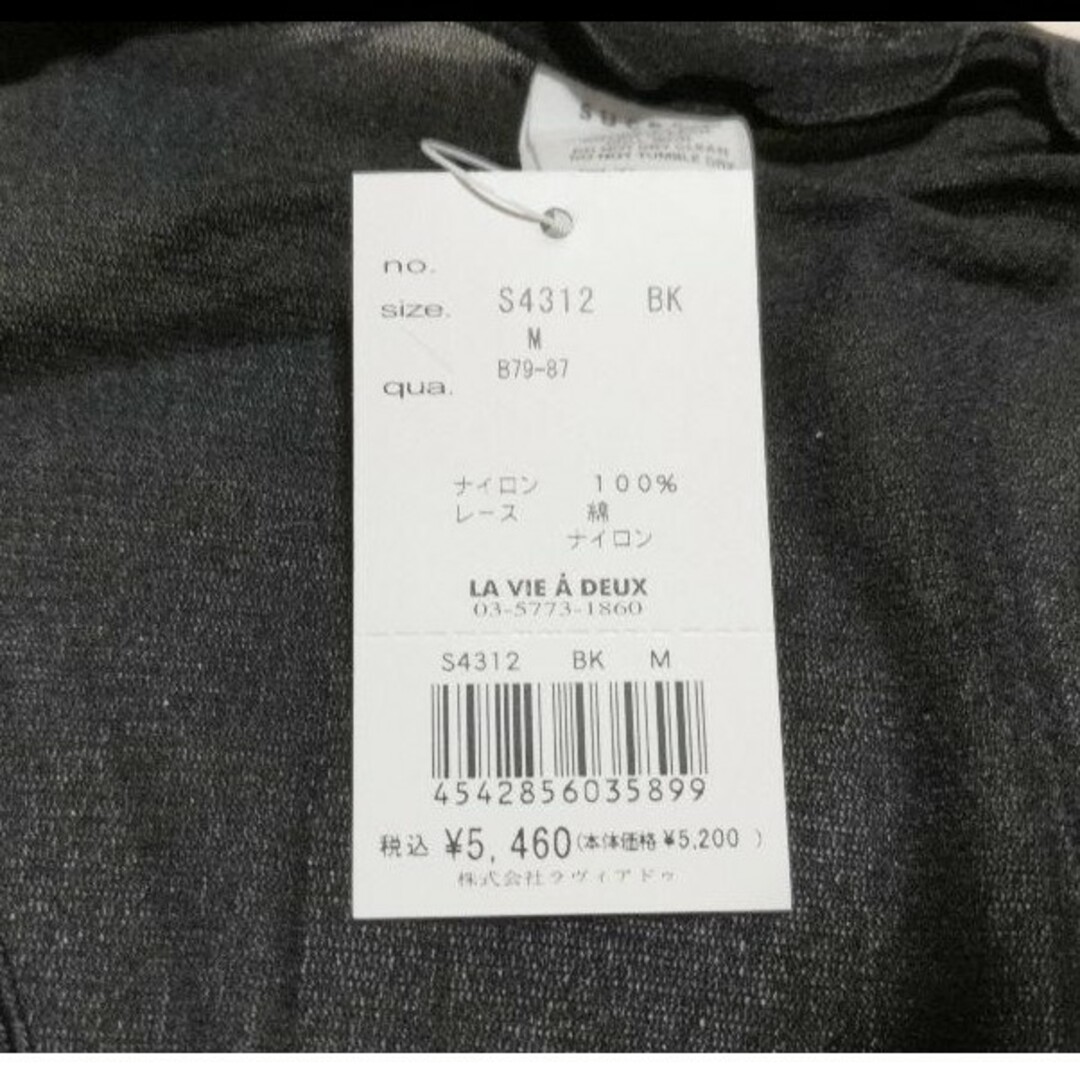 DO NOT DRY CLEAN
DO NOT TUMBLE DRY
no.
size. S4312 BK
M
B79-87
qua.
ナイロン 100%
レース 綿
ナイロン
LA VIE À DEUX
03-5773-1860
S4312 BK M
4542856035899
税込 ¥5,460(本体価格 ¥5,200 )
株式会社ラヴィアドゥ